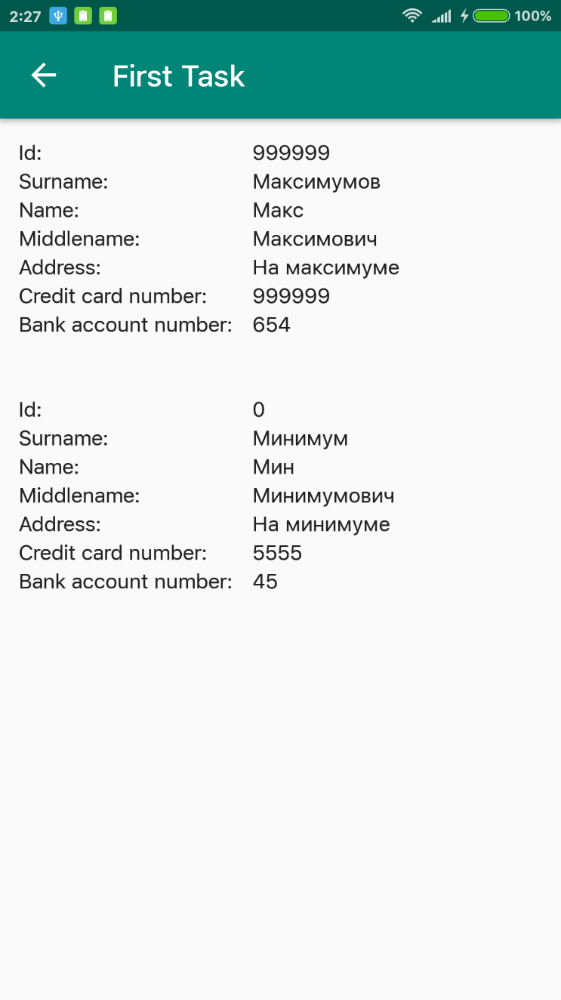 2:27 100%
First Task
Id: 999999
Surname: Максимумов
Name: Макс
Middlename: Максимович
Address: На максимуме
Credit card number: 999999
Bank account number: 654
Id: 0
Surname: Минимум
Name: Мин
Middlename: Минимумович
Address: На минимуме
Credit card number: 5555
Bank account number: 45